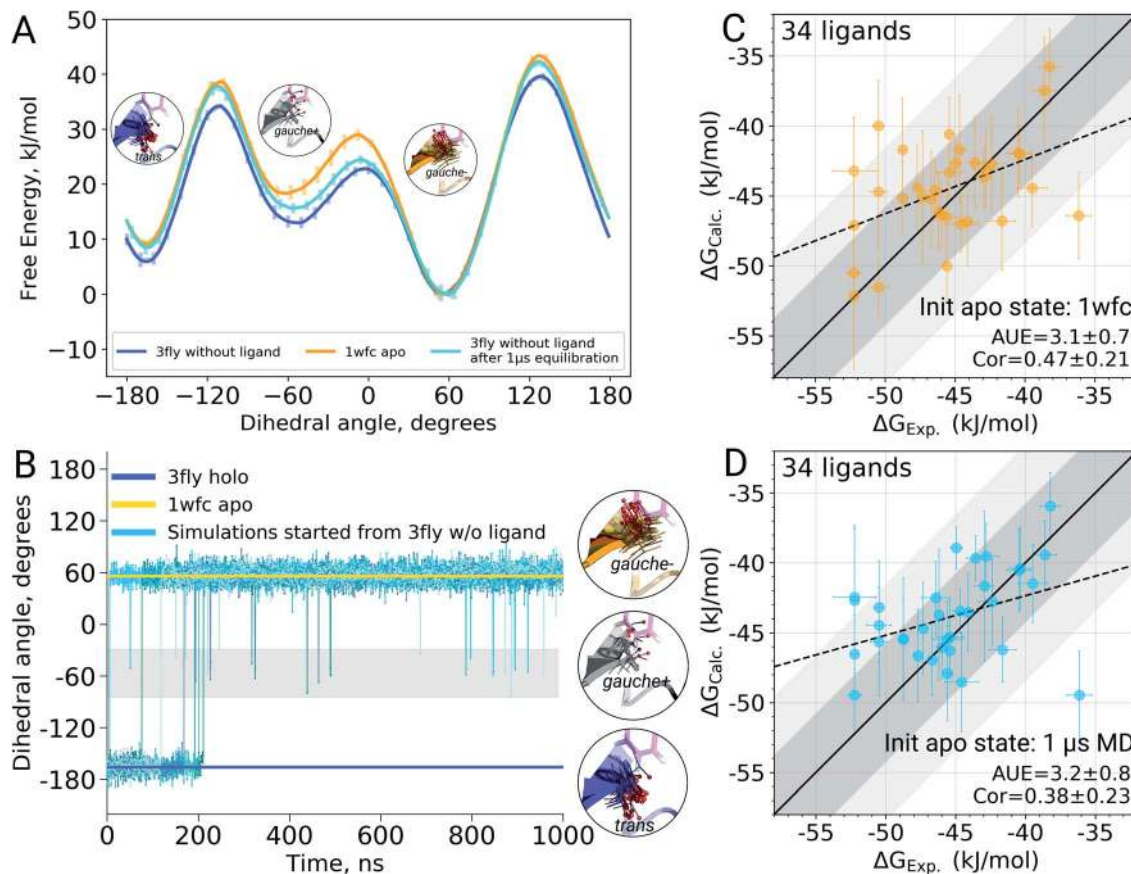 A
50
40
30
20
10
0
−10
Free Energy, kJ/mol
trans
gauche+
gauche-
3fly without ligand
1wfc apo
3fly without ligand
after 1μs equilibration
−180 −120 −60 0 60 120 180
Dihedral angle, degrees
B
180
120
60
0
-60
-120
-180
Dihedral angle, degrees
3fly holo
1wfc apo
Simulations started from 3fly w/o ligand
0 200 400 600 800 1000
Time, ns
gauche-
gauche+
trans
C
34 ligands
-35
-40
-45
-50
-55
ΔGCalc. (kJ/mol)
Init apo state: 1wfc
AUE=3.1±0.7
Cor=0.47±0.21
-55 -50 -45 -40 -35
ΔGExp. (kJ/mol)
D
34 ligands
-35
-40
-45
-50
-55
ΔGCalc. (kJ/mol)
Init apo state: 1 μs MD
AUE=3.2±0.8
Cor=0.38±0.23
-55 -50 -45 -40 -35
ΔGExp. (kJ/mol)